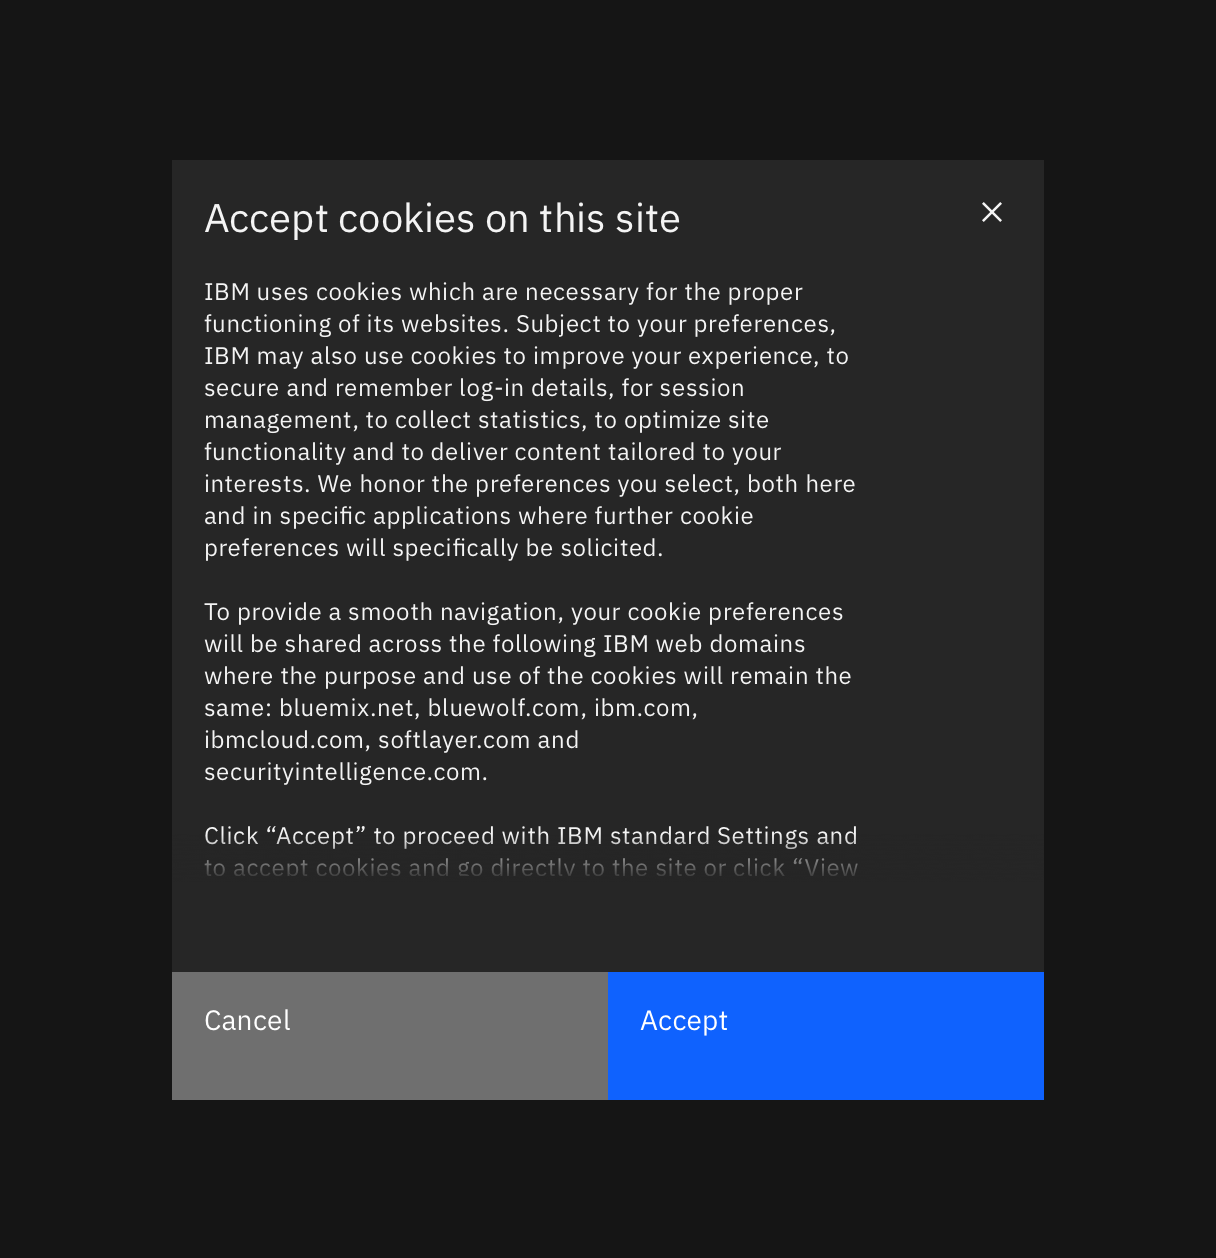 Accept cookies on this site
IBM uses cookies which are necessary for the proper
functioning of its websites. Subject to your preferences,
IBM may also use cookies to improve your experience, to
secure and remember log-in details, for session
management, to collect statistics, to optimize site
functionality and to deliver content tailored to your
interests. We honor the preferences you select, both here
and in specific applications where further cookie
preferences will specifically be solicited.
To provide a smooth navigation, your cookie preferences
will be shared across the following IBM web domains
where the purpose and use of the cookies will remain the
same: bluemix.net, bluewolf.com, ibm.com,
ibmcloud.com, softlayer.com and
securityintelligence.com.
Click “Accept” to proceed with IBM standard Settings and
to accept cookies and go directly to the site or click “View
Cancel
Accept